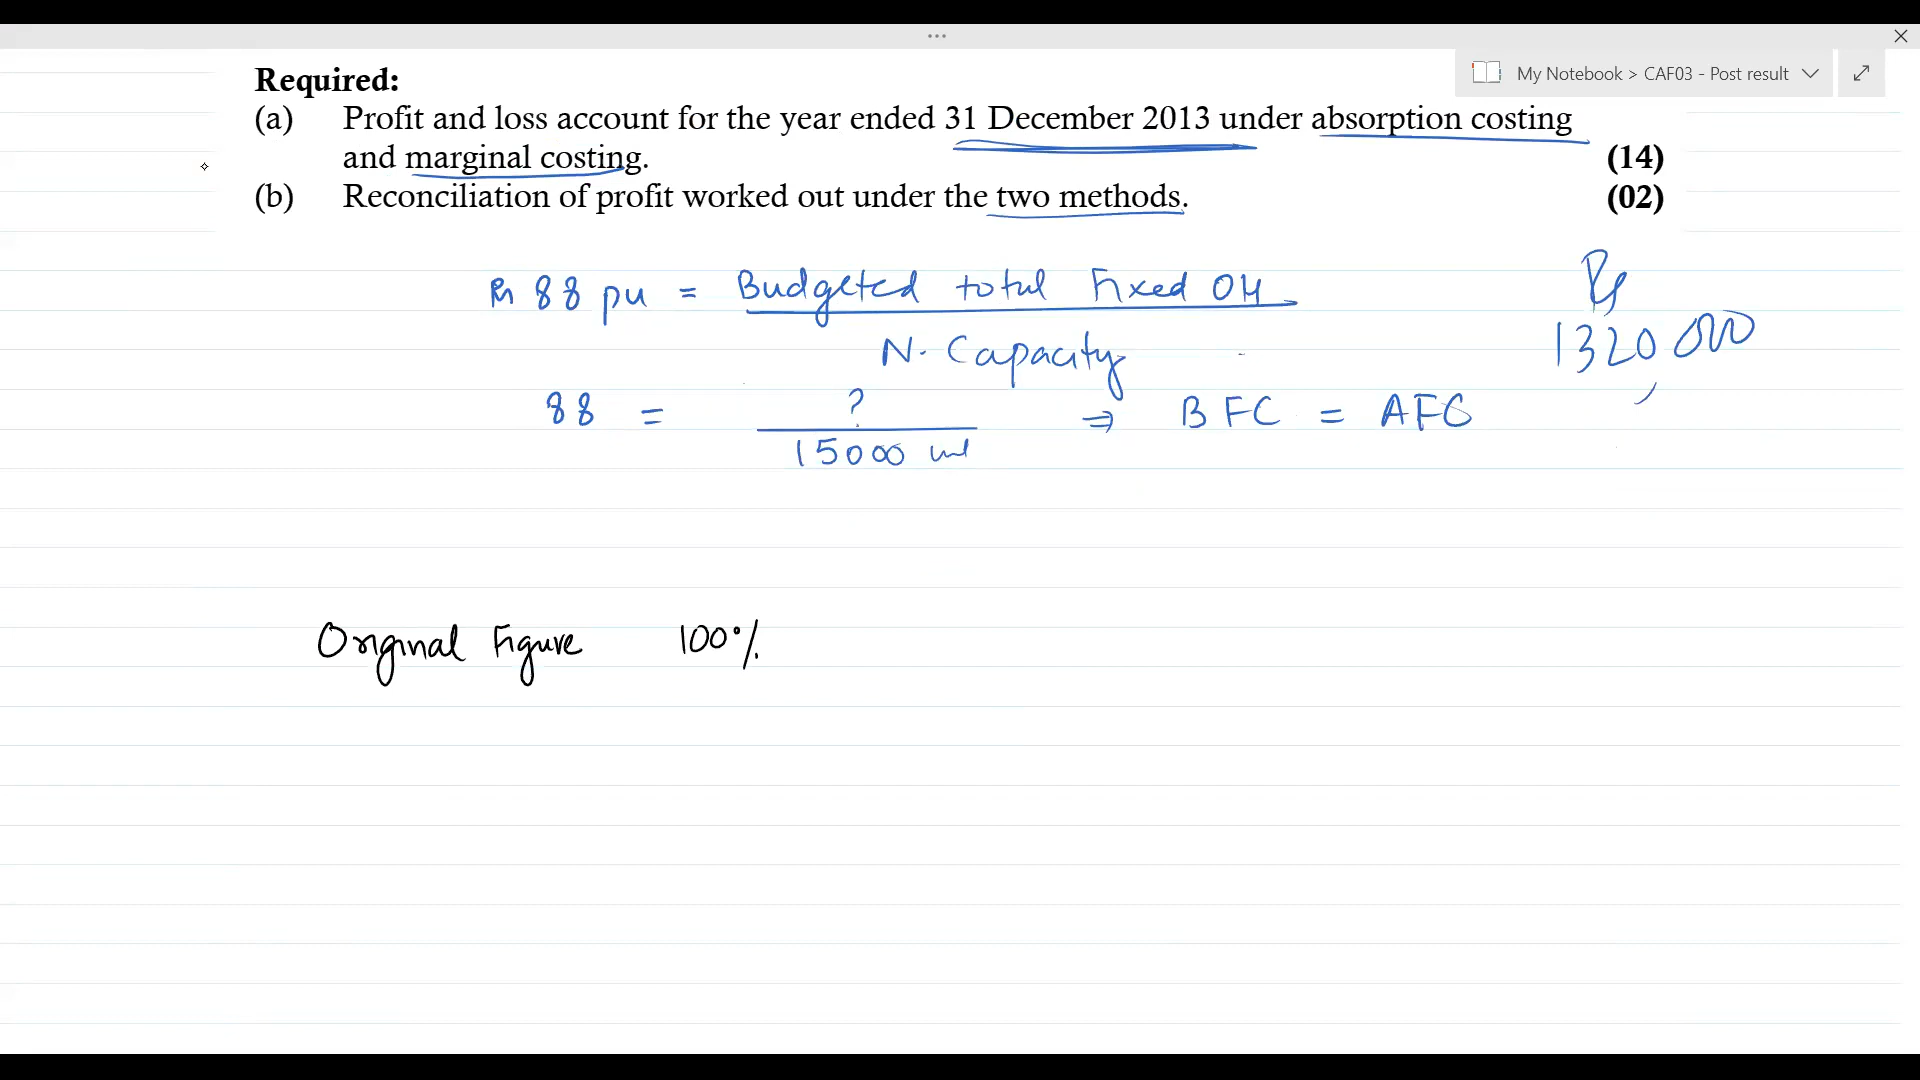 My Notebook > CAF03 - Post result
Required:
(a) Profit and loss account for the year ended 31 December 2013 under absorption costing
and marginal costing. (14)
(b) Reconciliation of profit worked out under the two methods. (02)
Rs 88 pu = Budgeted total Fixed OH
N. Capacity
Rs
1320,000
88 = ? ⇒ BFC = AFC
15000
Original Figure 100%